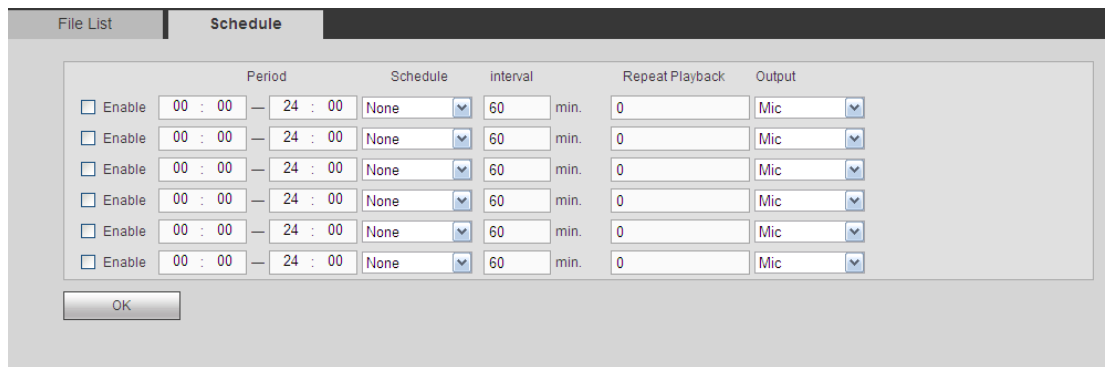 File List Schedule
Period Schedule interval Repeat Playback Output
Enable 00 : 00 — 24 : 00 None 60 min. 0 Mic
Enable 00 : 00 — 24 : 00 None 60 min. 0 Mic
Enable 00 : 00 — 24 : 00 None 60 min. 0 Mic
Enable 00 : 00 — 24 : 00 None 60 min. 0 Mic
Enable 00 : 00 — 24 : 00 None 60 min. 0 Mic
Enable 00 : 00 — 24 : 00 None 60 min. 0 Mic
OK